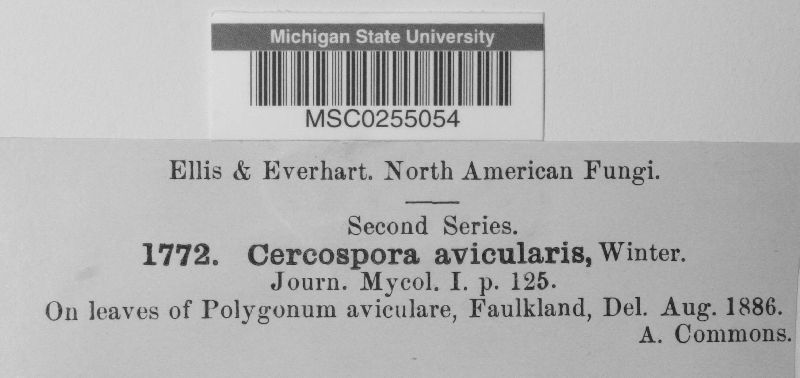 Michigan State University
MSC0255054
Ellis & Everhart. North American Fungi.
Second Series.
1772. Cercospora avicularis, Winter.
Journ. Mycol. I. p. 125.
On leaves of Polygonum aviculare, Faulkland, Del. Aug. 1886.
A. Commons.